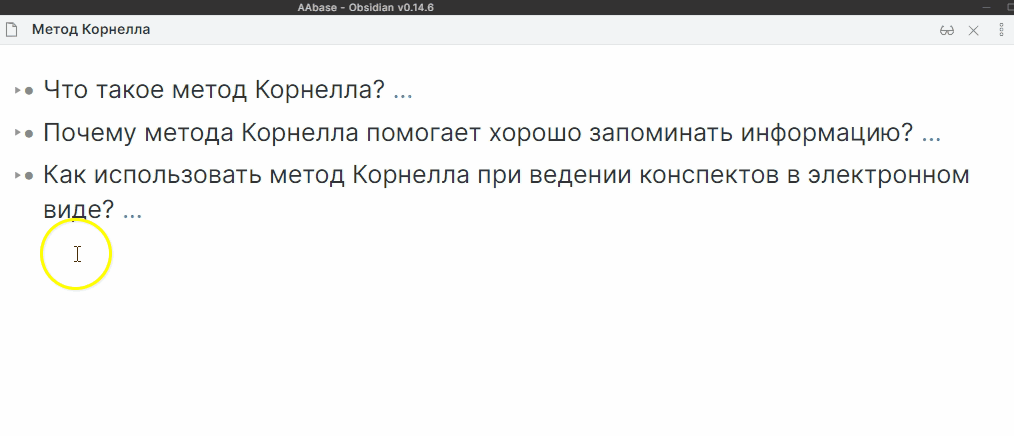 AAbase - Obsidian v0.14.6
Метод Корнелла
Что такое метод Корнелла? ...
Почему метода Корнелла помогает хорошо запоминать информацию? ...
Как использовать метод Корнелла при ведении конспектов в электронном
виде? ...